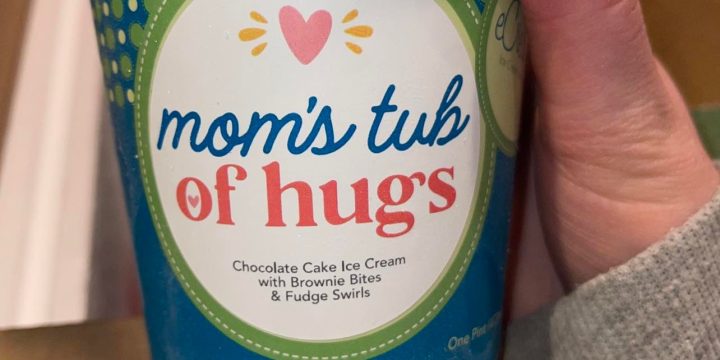 mom's tub
of hugs
Chocolate Cake Ice Cream
with Brownie Bites
& Fudge Swirls
One Pint